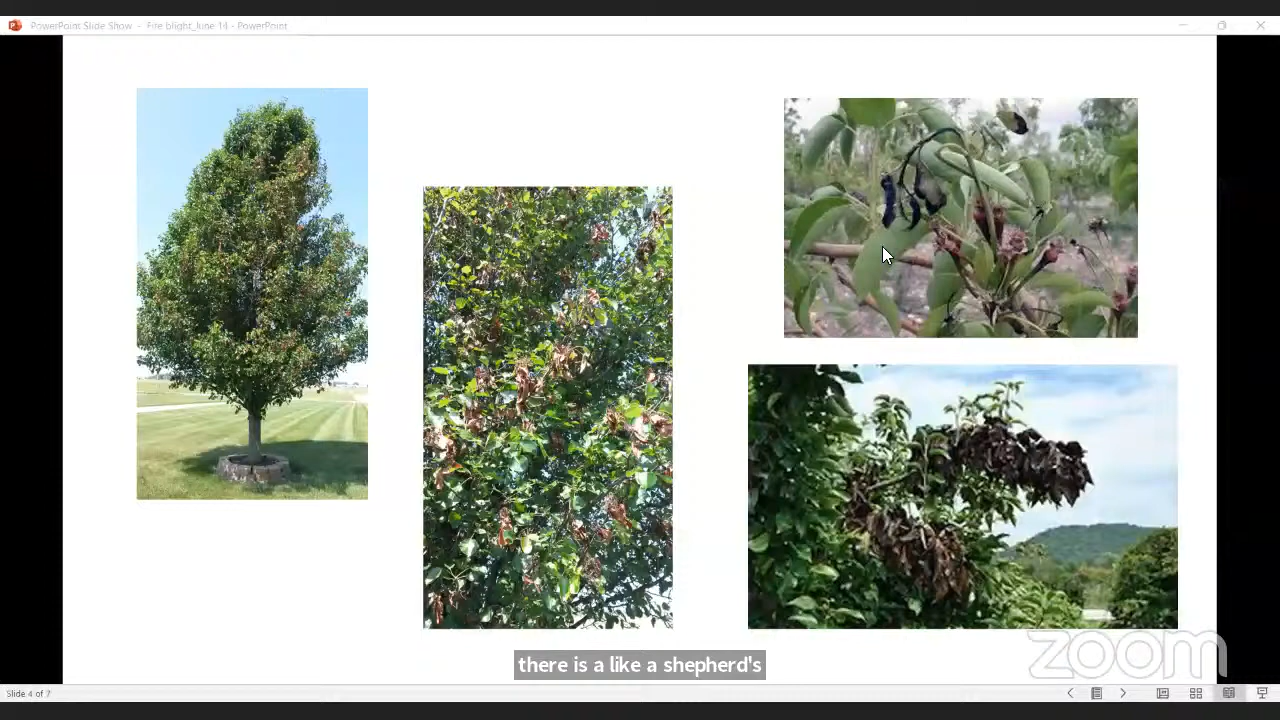 PowerPoint Slide Show - Fire blight_June 14 - PowerPoint
there is a like a shepherd's
zoom
Slide 4 of 7